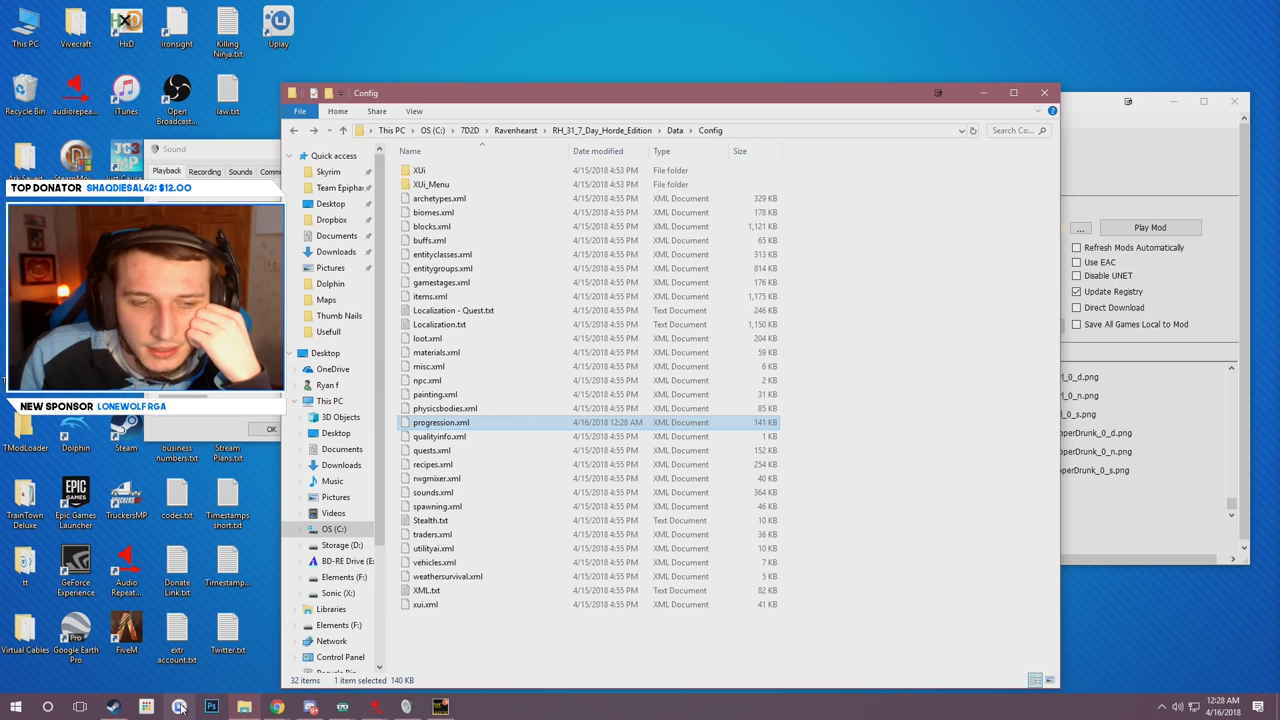 This PC
Vivecraft
HxD
Ironsight
Killing Ninja.txt
Uplay
Recycle Bin
audiorepea...
iTunes
Open Broadcast...
law.txt
TOP DONATOR SHAQDIESAL42: $12.00
NEW SPONSOR LONEWOLF RGA
TModLoader
Dolphin
Steam
business numbers.txt
Stream Plans.txt
TrainTown Deluxe
Epic Games Launcher
TruckersMP
codes.txt
Timestamps short.txt
tt
GeForce Experience
Audio Repeat...
Donate Link.txt
Timestamp...
Virtual Cables
Google Earth Pro
FiveM
extr account.txt
Twitter.txt
Sound
Playback Recording Sounds Comm
OK
Config
File Home Share View
This PC OS (C:) 7D2D Ravenhearst RH_31_7_Day_Horde_Edition Data Config
Search Co...
Quick access
Skyrim
Team Epipha
Desktop
Dropbox
Documents
Downloads
Pictures
Dolphin
Maps
Thumb Nails
Usefull
Desktop
OneDrive
Ryan f
This PC
3D Objects
Desktop
Documents
Downloads
Music
Pictures
Videos
OS (C:)
Storage (D:)
BD-RE Drive (E:
Elements (F:)
Sonic (X:)
Libraries
Elements (F:)
Network
Control Panel
Recycle Bin
Name Date modified Type Size
XUi 4/15/2018 4:53 PM File folder
XUi_Menu 4/15/2018 4:53 PM File folder
archetypes.xml 4/15/2018 4:55 PM XML Document 329 KB
biomes.xml 4/15/2018 4:55 PM XML Document 178 KB
blocks.xml 4/15/2018 4:55 PM XML Document 1,121 KB
buffs.xml 4/15/2018 4:55 PM XML Document 65 KB
entityclasses.xml 4/15/2018 4:55 PM XML Document 313 KB
entitygroups.xml 4/15/2018 4:55 PM XML Document 814 KB
gamestages.xml 4/15/2018 4:55 PM XML Document 176 KB
items.xml 4/15/2018 4:55 PM XML Document 1,175 KB
Localization - Quest.txt 4/15/2018 4:55 PM Text Document 246 KB
Localization.txt 4/15/2018 4:55 PM Text Document 1,150 KB
loot.xml 4/15/2018 4:55 PM XML Document 204 KB
materials.xml 4/15/2018 4:55 PM XML Document 59 KB
misc.xml 4/15/2018 4:55 PM XML Document 6 KB
npc.xml 4/15/2018 4:55 PM XML Document 2 KB
painting.xml 4/15/2018 4:55 PM XML Document 31 KB
physicsbodies.xml 4/15/2018 4:55 PM XML Document 85 KB
progression.xml 4/16/2018 12:28 AM XML Document 141 KB
qualityinfo.xml 4/15/2018 4:55 PM XML Document 1 KB
quests.xml 4/15/2018 4:55 PM XML Document 152 KB
recipes.xml 4/15/2018 4:55 PM XML Document 254 KB
rwgmixer.xml 4/15/2018 4:55 PM XML Document 40 KB
sounds.xml 4/15/2018 4:55 PM XML Document 364 KB
spawning.xml 4/15/2018 4:55 PM XML Document 46 KB
Stealth.txt 4/15/2018 4:55 PM Text Document 10 KB
traders.xml 4/15/2018 4:55 PM XML Document 36 KB
utilityai.xml 4/15/2018 4:55 PM XML Document 10 KB
vehicles.xml 4/15/2018 4:55 PM XML Document 7 KB
weathersurvival.xml 4/15/2018 4:55 PM XML Document 5 KB
XML.txt 4/15/2018 4:55 PM Text Document 82 KB
xui.xml 4/15/2018 4:55 PM XML Document 41 KB
32 items 1 item selected 140 KB
... Play Mod
Refresh Mods Automatically
Use EAC
Disable UNET
Update Registry
Direct Download
Save All Games Local to Mod
l_0_d.png
l_0_n.png
l_0_s.png
pperDrunk_0_d.png
pperDrunk_0_n.png
pperDrunk_0_s.png
Ps
12:28 AM
4/16/2018